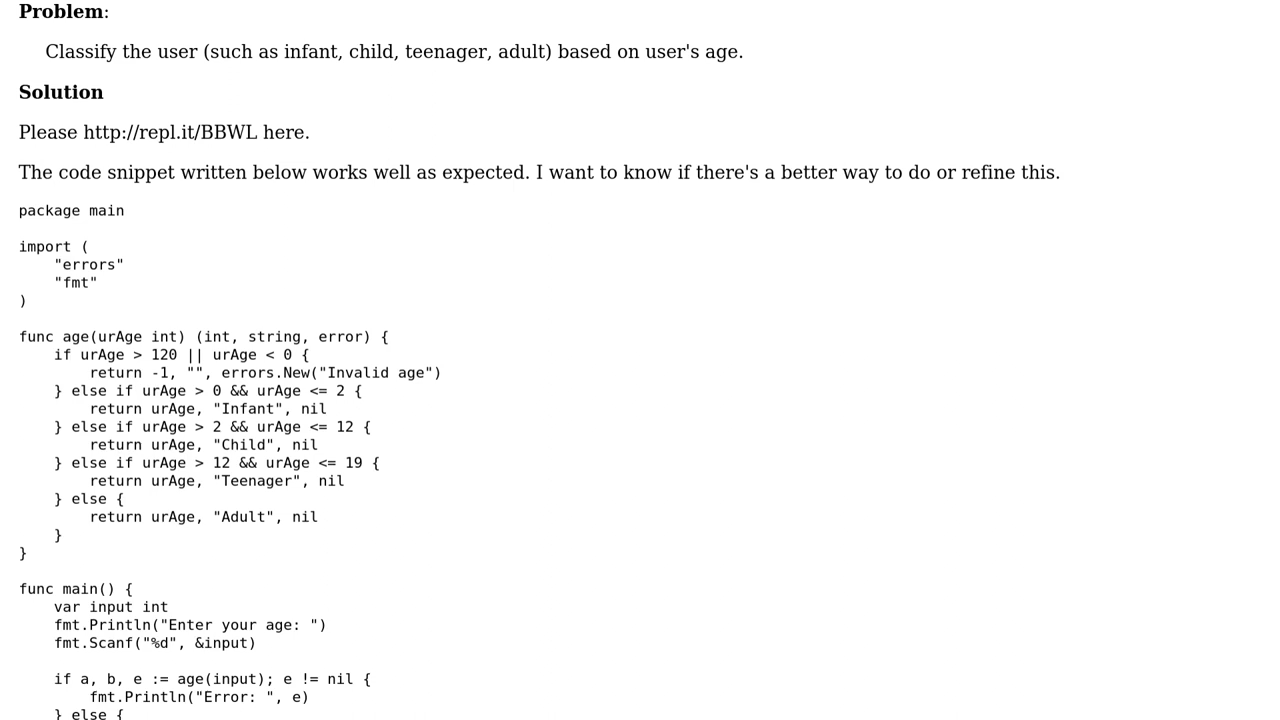 Problem:
Classify the user (such as infant, child, teenager, adult) based on user's age.
Solution
Please http://repl.it/BBWL here.
The code snippet written below works well as expected. I want to know if there's a better way to do or refine this.
package main
import (
    "errors"
    "fmt"
)
func age(urAge int) (int, string, error) {
    if urAge > 120 || urAge < 0 {
        return -1, "", errors.New("Invalid age")
    } else if urAge > 0 && urAge <= 2 {
        return urAge, "Infant", nil
    } else if urAge > 2 && urAge <= 12 {
        return urAge, "Child", nil
    } else if urAge > 12 && urAge <= 19 {
        return urAge, "Teenager", nil
    } else {
        return urAge, "Adult", nil
    }
}
func main() {
    var input int
    fmt.Println("Enter your age: ")
    fmt.Scanf("%d", &input)
    if a, b, e := age(input); e != nil {
        fmt.Println("Error: ", e)
    } else {